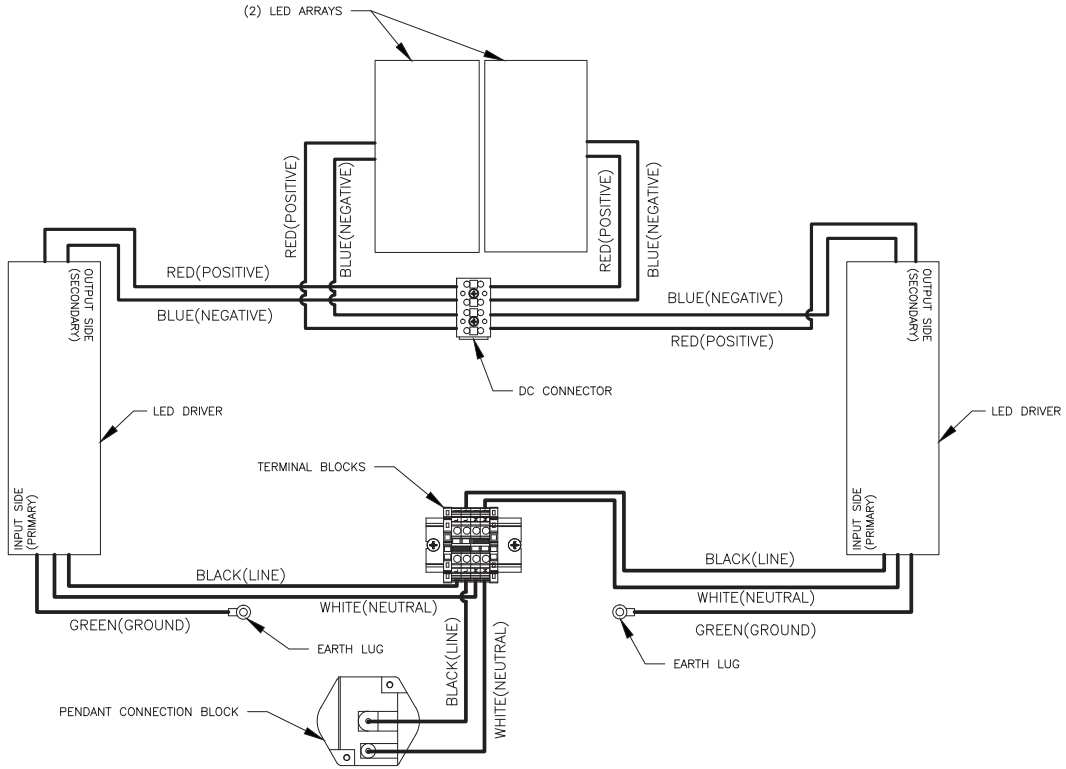 (2) LED ARRAYS
RED(POSITIVE)
BLUE(NEGATIVE)
RED(POSITIVE)
BLUE(NEGATIVE)
RED(POSITIVE)
BLUE(NEGATIVE)
BLUE(NEGATIVE)
RED(POSITIVE)
OUTPUT SIDE
(SECONDARY)
OUTPUT SIDE
(SECONDARY)
DC CONNECTOR
LED DRIVER
LED DRIVER
TERMINAL BLOCKS
INPUT SIDE
(PRIMARY)
INPUT SIDE
(PRIMARY)
BLACK(LINE)
WHITE(NEUTRAL)
GREEN(GROUND)
EARTH LUG
BLACK(LINE)
WHITE(NEUTRAL)
BLACK(LINE)
WHITE(NEUTRAL)
GREEN(GROUND)
EARTH LUG
PENDANT CONNECTION BLOCK